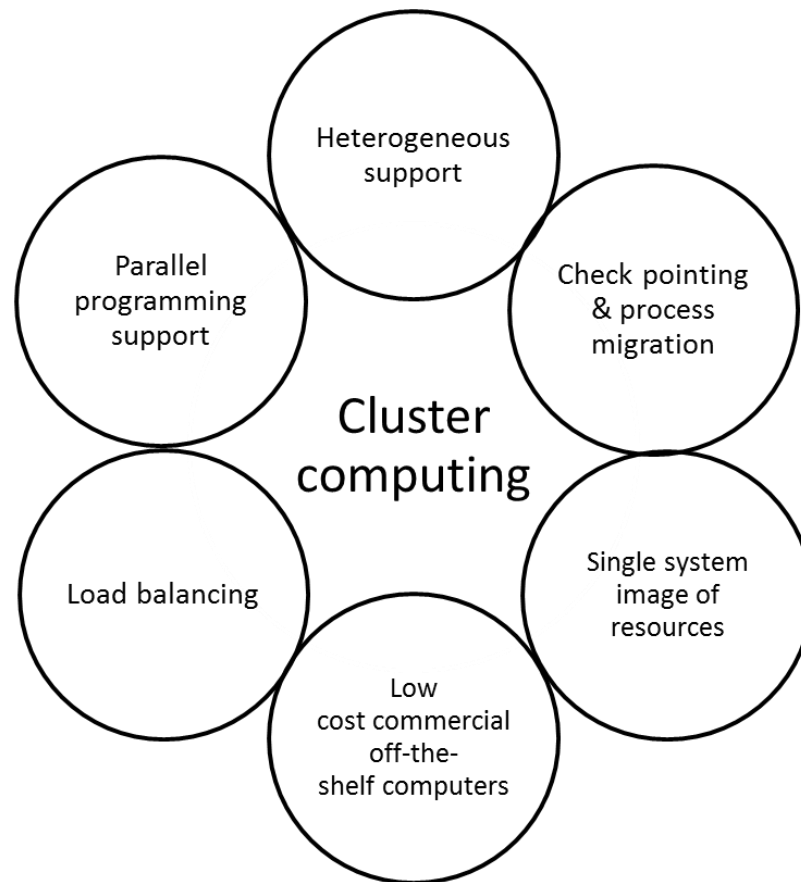 Heterogeneous
support
Parallel
programming
support
Check pointing
& process
migration
Cluster
computing
Load balancing
Single system
image of
resources
Low
cost commercial
off-the-
shelf computers